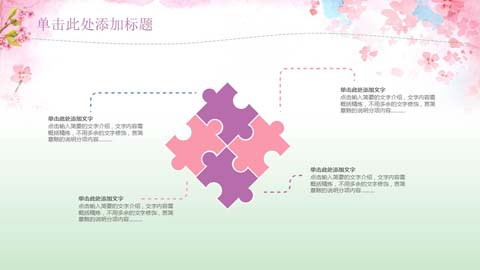 单击此处添加标题
单击此处添加文字
点击输入简要的文字介绍，文字内容需
概括精炼，不用多余的文字修饰，言简
意赅的说明分项内容.........
单击此处添加文字
点击输入简要的文字介绍，文字内容需
概括精炼，不用多余的文字修饰，言简
意赅的说明分项内容.........
单击此处添加文字
点击输入简要的文字介绍，文字内容需
概括精炼，不用多余的文字修饰，言简
意赅的说明分项内容.........
单击此处添加文字
点击输入简要的文字介绍，文字内容需
概括精炼，不用多余的文字修饰，言简
意赅的说明分项内容.........